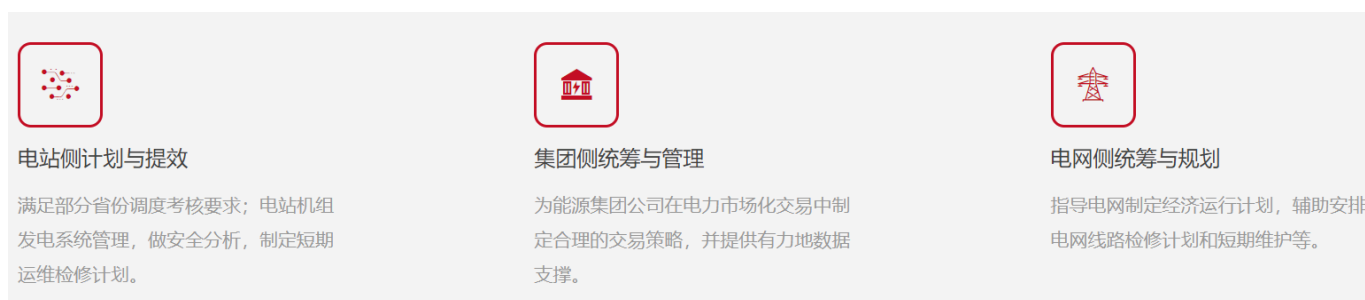 电站侧计划与提效
满足部分省份调度考核要求；电站机组
发电系统管理，做安全分析，制定短期
运维检修计划。
集团侧统筹与管理
为能源集团公司在电力市场化交易中制
定合理的交易策略，并提供有力地数据
支撑。
电网侧统筹与规划
指导电网制定经济运行计划，辅助安排
电网线路检修计划和短期维护等。